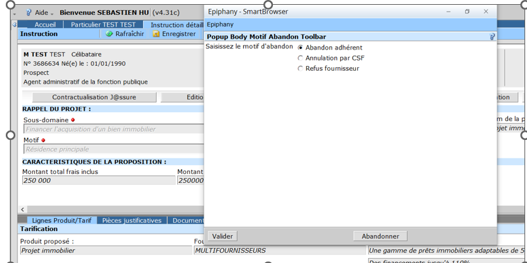 Aide . Bienvenue SEBASTIEN HU (v4.31c)
Accueil Particulier TEST TEST Instruction détail
Instruction Rafraîchir Enregistrer
M TEST TEST Célibataire
N° 3686634 Né(e) le : 01/01/1990
Prospect
Agent administratif de la fonction publique
Contractualisation J@ssure Editio
RAPPEL DU PROJET :
Sous-domaine
Financer l'acquisition d'un bien immobilier
Motif
Résidence principale
CARACTERISTIQUES DE LA PROPOSITION :
Montant total frais inclus Montant
250 000 250000
Lignes Produit/Tarif Pièces justificatives Document
Tarification
Produit proposé : Fou
Projet immobilier MULTIFOURNISSEURS Une gamme de prêts immobiliers adaptables de 5
Des financements jusqu'à 110%
Epiphany - SmartBrowser
Epiphany
Popup Body Motif Abandon Toolbar
Saisissez le motif d'abandon Abandon adhérent
Annulation par CSF
Refus fournisseur
Valider Abandonner
tion
m de la p
jet imm